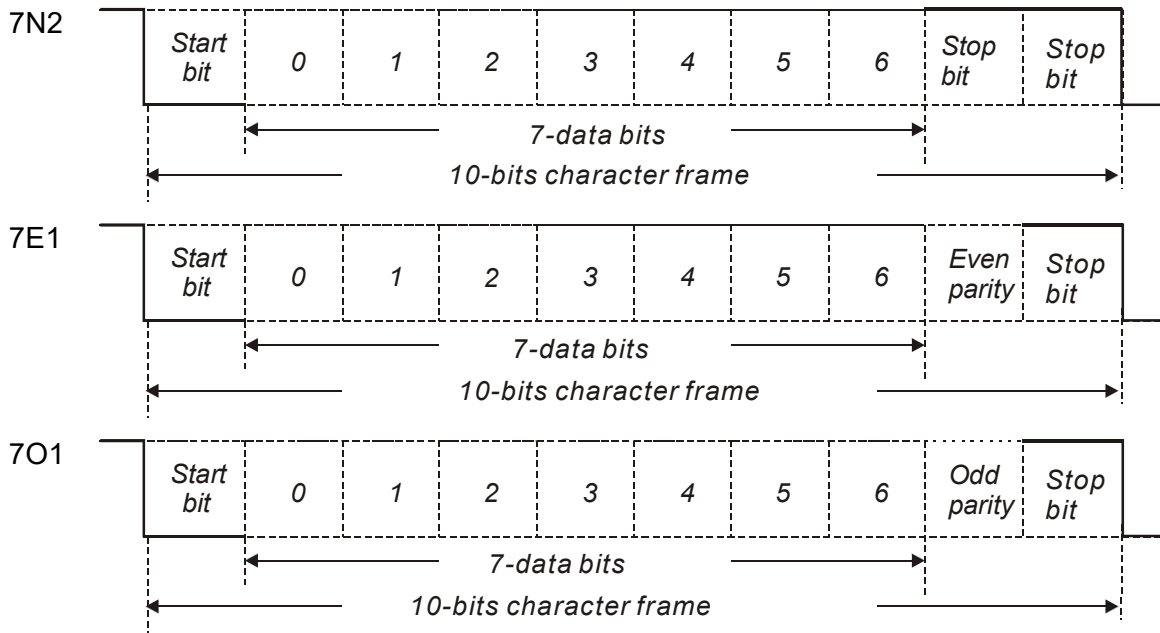 7N2
Start bit 0 1 2 3 4 5 6 Stop bit Stop bit
7-data bits
10-bits character frame
7E1
Start bit 0 1 2 3 4 5 6 Even parity Stop bit
7-data bits
10-bits character frame
7O1
Start bit 0 1 2 3 4 5 6 Odd parity Stop bit
7-data bits
10-bits character frame